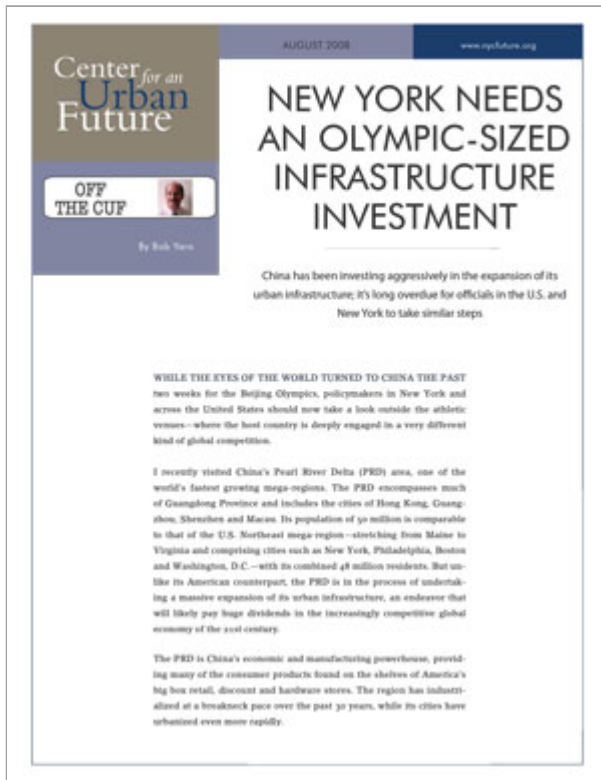 AUGUST 2008
www.nycfuture.org
Center for an
Urban
Future
OFF
THE CUF
By Bob Yaro
NEW YORK NEEDS
AN OLYMPIC-SIZED
INFRASTRUCTURE
INVESTMENT
China has been investing aggressively in the expansion of its
urban infrastructure; it's long overdue for officials in the U.S. and
New York to take similar steps
WHILE THE EYES OF THE WORLD TURNED TO CHINA THE PAST
two weeks for the Beijing Olympics, policymakers in New York and
across the United States should now take a look outside the athletic
venues—where the host country is deeply engaged in a very different
kind of global competition.
I recently visited China's Pearl River Delta (PRD) area, one of the
world's fastest growing mega-regions. The PRD encompasses much
of Guangdong Province and includes the cities of Hong Kong, Guang-
zhou, Shenzhen and Macau. Its population of 50 million is comparable
to that of the U.S. Northeast mega-region—stretching from Maine to
Virginia and comprising cities such as New York, Philadelphia, Boston
and Washington, D.C.—with its combined 48 million residents. But un-
like its American counterpart, the PRD is in the process of undertak-
ing a massive expansion of its urban infrastructure, an endeavor that
will likely pay huge dividends in the increasingly competitive global
economy of the 21st century.
The PRD is China's economic and manufacturing powerhouse, provid-
ing many of the consumer products found on the shelves of America's
big box retail, discount and hardware stores. The region has industri-
alized at a breakneck pace over the past 30 years, while its cities have
urbanized even more rapidly.